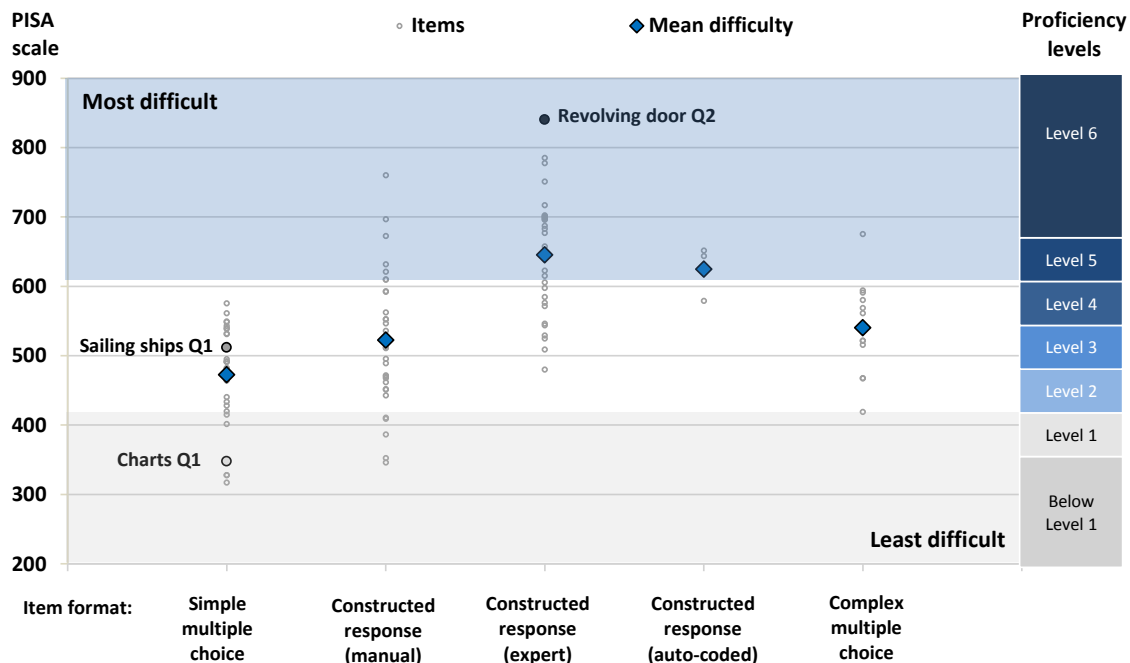 PISA
scale
Items
Mean difficulty
Proficiency
levels
900
Most difficult
Revolving door Q2
Level 6
800
700
Level 5
600
Level 4
Sailing ships Q1
Level 3
500
Level 2
400
Level 1
Charts Q1
300
Below
Level 1
Least difficult
200
Item format:
Simple
multiple
choice
Constructed
response
(manual)
Constructed
response
(expert)
Constructed
response
(auto-coded)
Complex
multiple
choice